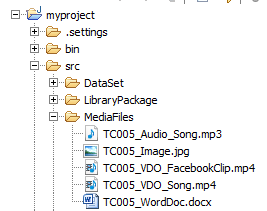 myproject
.settings
bin
src
DataSet
LibraryPackage
MediaFiles
TC005_Audio_Song.mp3
TC005_Image.jpg
TC005_VDO_FacebookClip.mp4
TC005_VDO_Song.mp4
TC005_WordDoc.docx